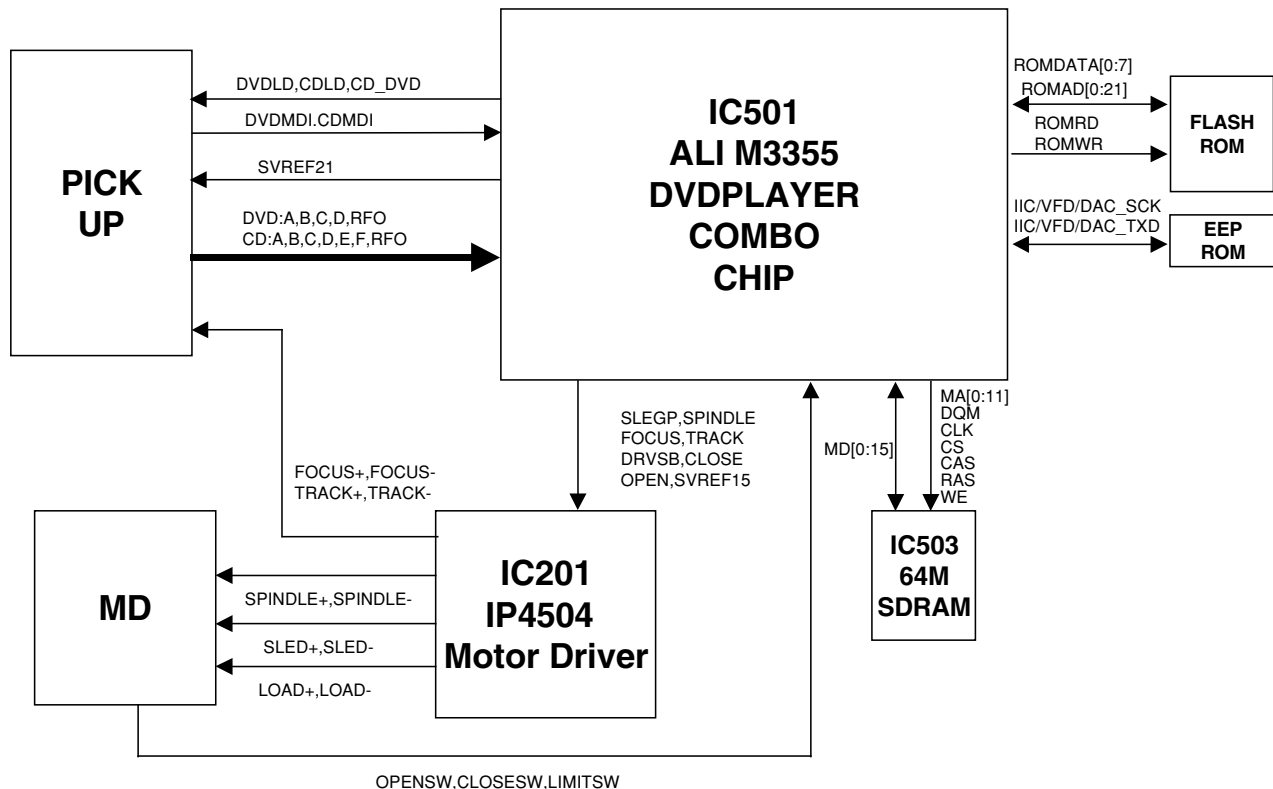 DVDLD,CDLD,CD_DVD
DVDMDI.CDMDI
SVREF21
DVD:A,B,C,D,RFO
CD:A,B,C,D,E,F,RFO
PICK
UP
IC501
ALI M3355
DVDPLAYER
COMBO
CHIP
ROMDATA[0:7]
ROMAD[0:21]
ROMRD
ROMWR
FLASH
ROM
IIC/VFD/DAC_SCK
IIC/VFD/DAC_TXD
EEP
ROM
SLEGP,SPINDLE
FOCUS,TRACK
DRVSB,CLOSE
OPEN,SVREF15
MD[0:15]
MA[0:11]
DQM
CLK
CS
CAS
RAS
WE
FOCUS+,FOCUS-
TRACK+,TRACK-
MD
SPINDLE+,SPINDLE-
SLED+,SLED-
LOAD+,LOAD-
IC201
IP4504
Motor Driver
IC503
64M
SDRAM
OPENSW,CLOSESW,LIMITSW